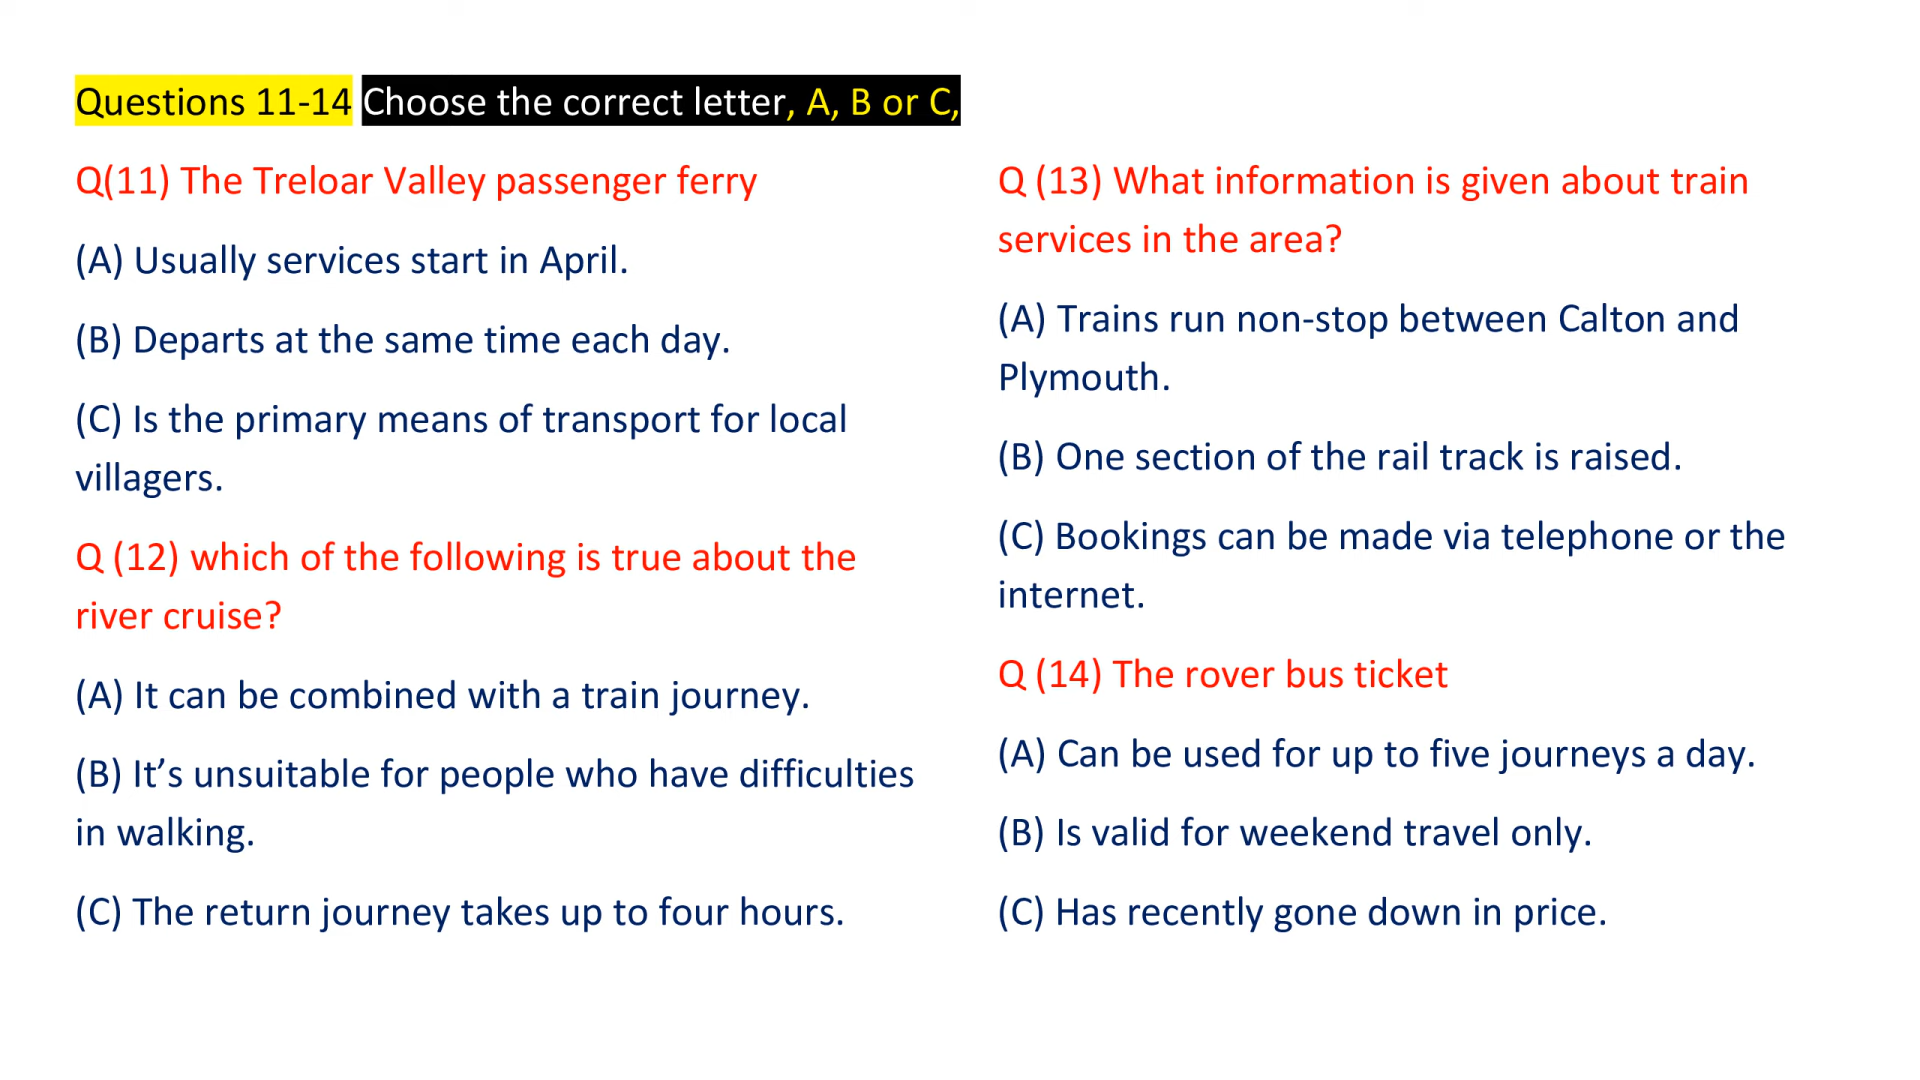 Questions 11-14 Choose the correct letter, A, B or C,
Q(11) The Treloar Valley passenger ferry
(A) Usually services start in April.
(B) Departs at the same time each day.
(C) Is the primary means of transport for local
villagers.
Q (12) which of the following is true about the
river cruise?
(A) It can be combined with a train journey.
(B) It’s unsuitable for people who have difficulties
in walking.
(C) The return journey takes up to four hours.
Q (13) What information is given about train
services in the area?
(A) Trains run non-stop between Calton and
Plymouth.
(B) One section of the rail track is raised.
(C) Bookings can be made via telephone or the
internet.
Q (14) The rover bus ticket
(A) Can be used for up to five journeys a day.
(B) Is valid for weekend travel only.
(C) Has recently gone down in price.